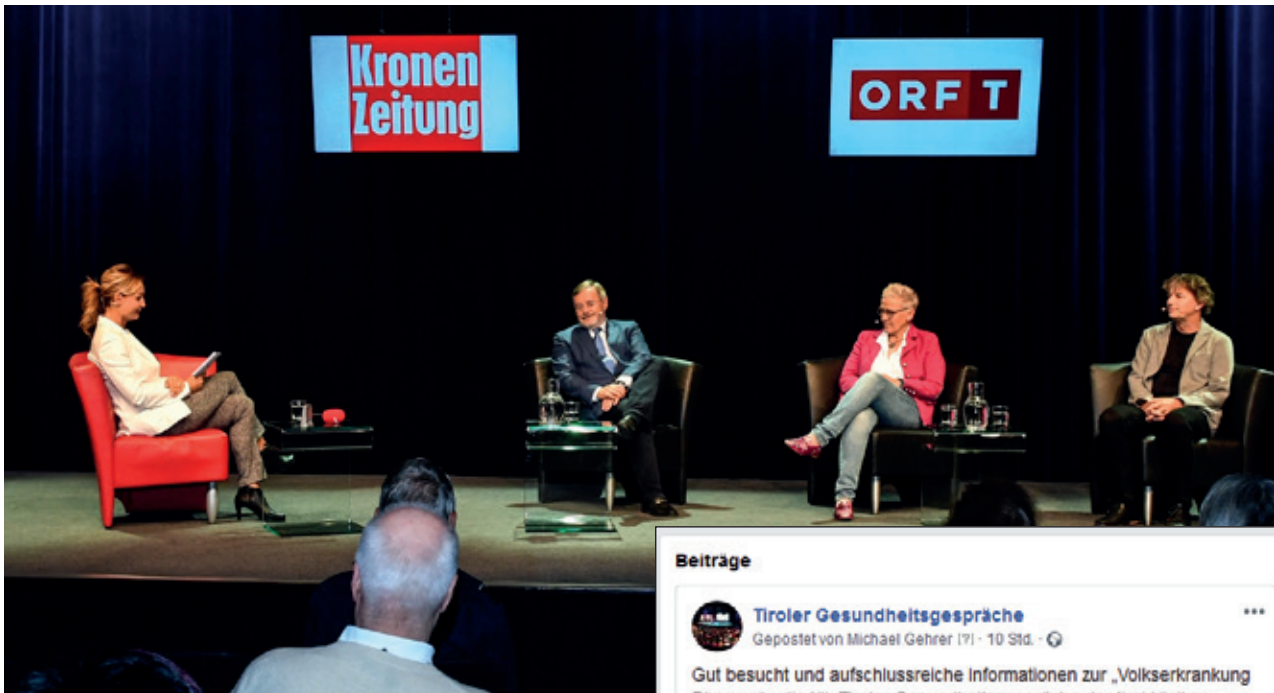 Kronen
Zeitung
ORF T
Beiträge
Tiroler Gesundheitsgespräche
Gepostet von Michael Gehrer [?] · 10 Std. ·
Gut besucht und aufschlussreiche Informationen zur „Volkserkrankung